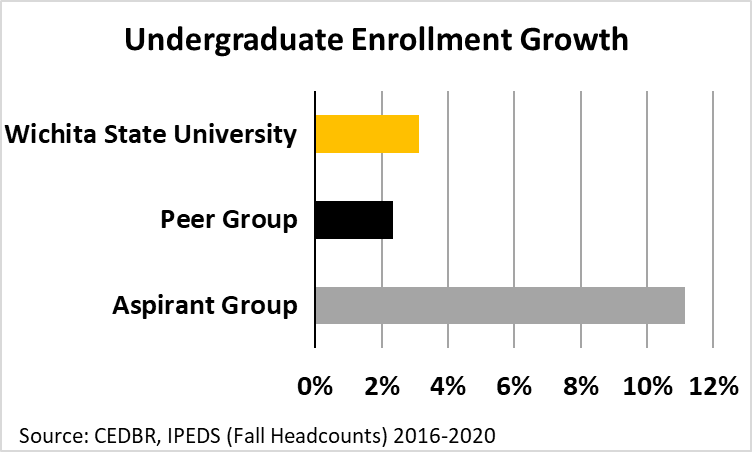 Undergraduate Enrollment Growth
Wichita State University
Peer Group
Aspirant Group
0% 2% 4% 6% 8% 10% 12%
Source: CEDBR, IPEDS (Fall Headcounts) 2016-2020